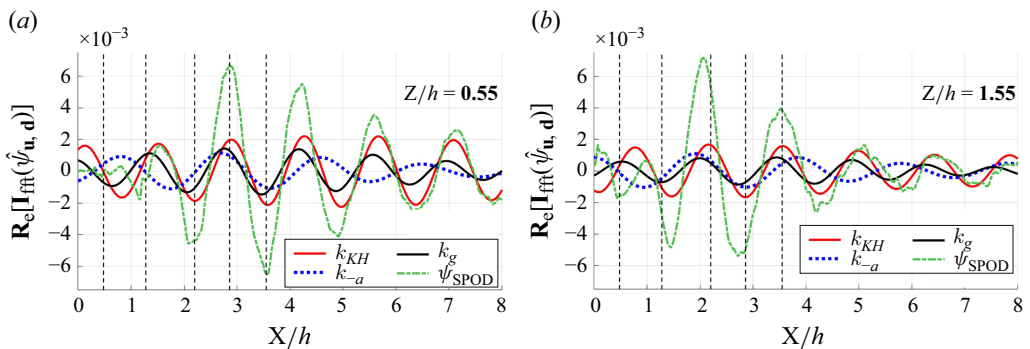 (a)
×10⁻³
6
4
2
0
−2
−4
−6
Rₑ[I_fft(ψ̂_u, d)]
Z/h = 0.55
k_KH k_g
k_−a ψ_SPOD
0 1 2 3 4 5 6 7 8
X/h
(b)
×10⁻³
6
4
2
0
−2
−4
−6
Rₑ[I_fft(ψ̂_u, d)]
Z/h = 1.55
k_KH k_g
k_−a ψ_SPOD
0 1 2 3 4 5 6 7 8
X/h